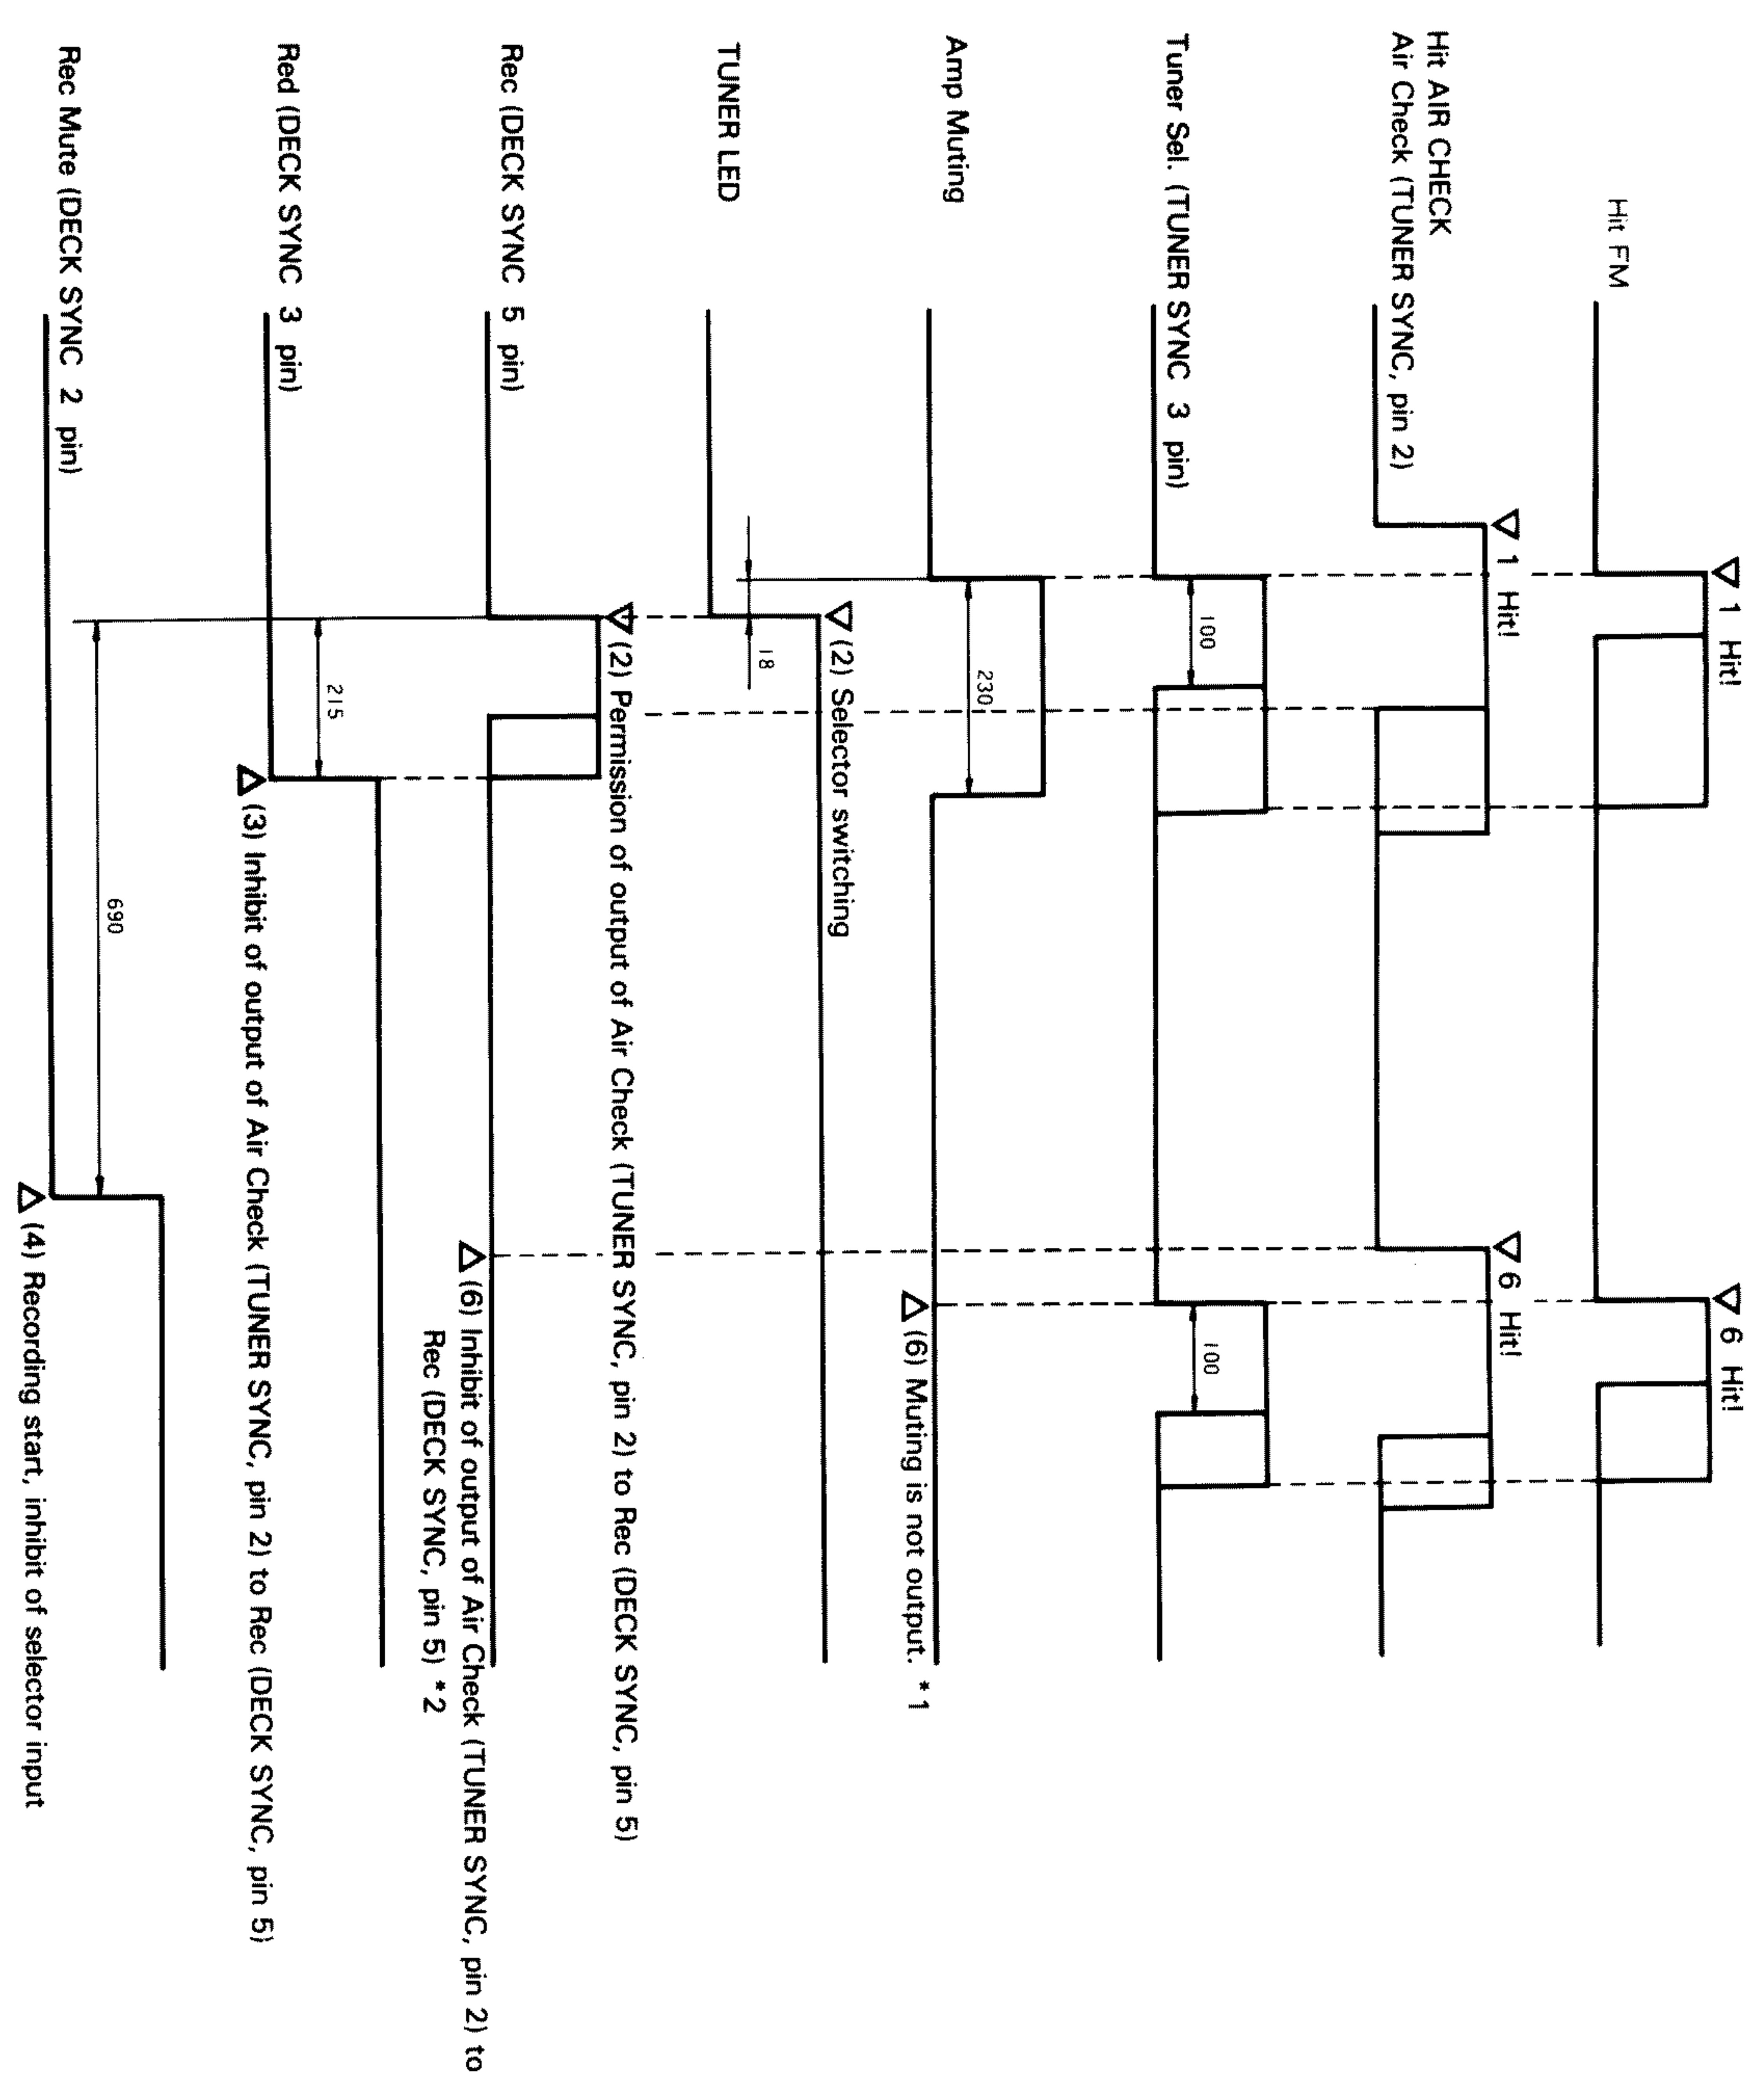 1 Hit!
6 Hit!
Hit FM
1 Hit!
6 Hit!
Hit AIR CHECK
Air Check (TUNER SYNC, pin 2)
Tuner Sel. (TUNER SYNC 3 pin)
100
100
Amp Muting
230
(6) Muting is not output. *1
(2) Selector switching
TUNER LED
18
(2) Permission of output of Air Check (TUNER SYNC, pin 2) to Rec (DECK SYNC, pin 5)
Rec (DECK SYNC 5 pin)
(6) Inhibit of output of Air Check (TUNER SYNC, pin 2) to
Rec (DECK SYNC, pin 5) *2
Red (DECK SYNC 3 pin)
215
(3) Inhibit of output of Air Check (TUNER SYNC, pin 2) to Rec (DECK SYNC, pin 5)
Rec Mute (DECK SYNC 2 pin)
690
(4) Recording start, inhibit of selector input